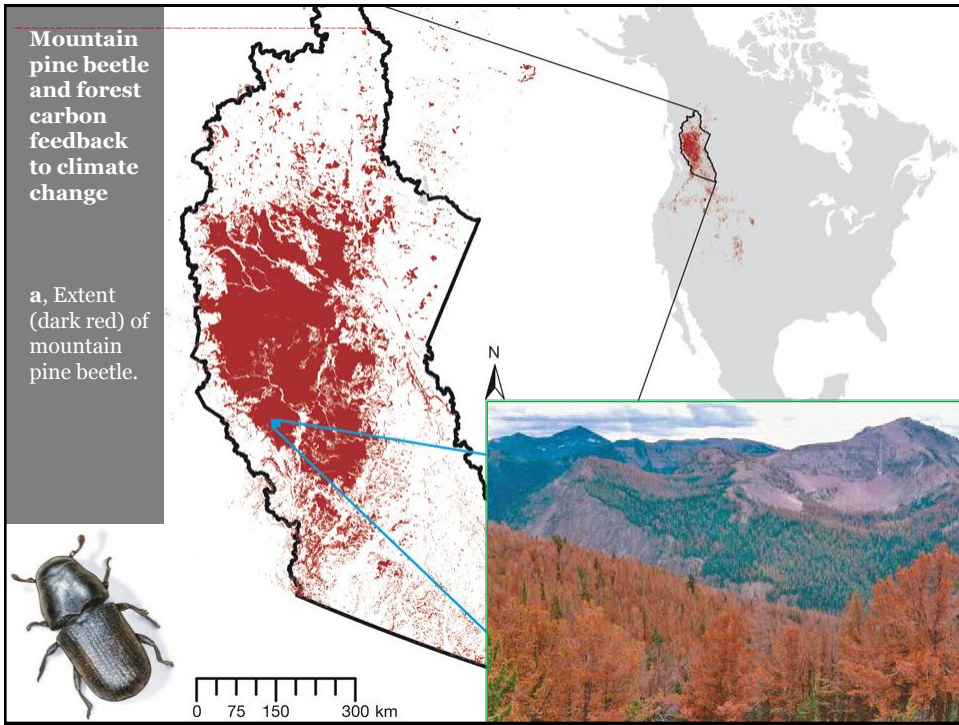 Mountain
pine beetle
and forest
carbon
feedback
to climate
change
a, Extent
(dark red) of
mountain
pine beetle.
N
0 75 150 300 km